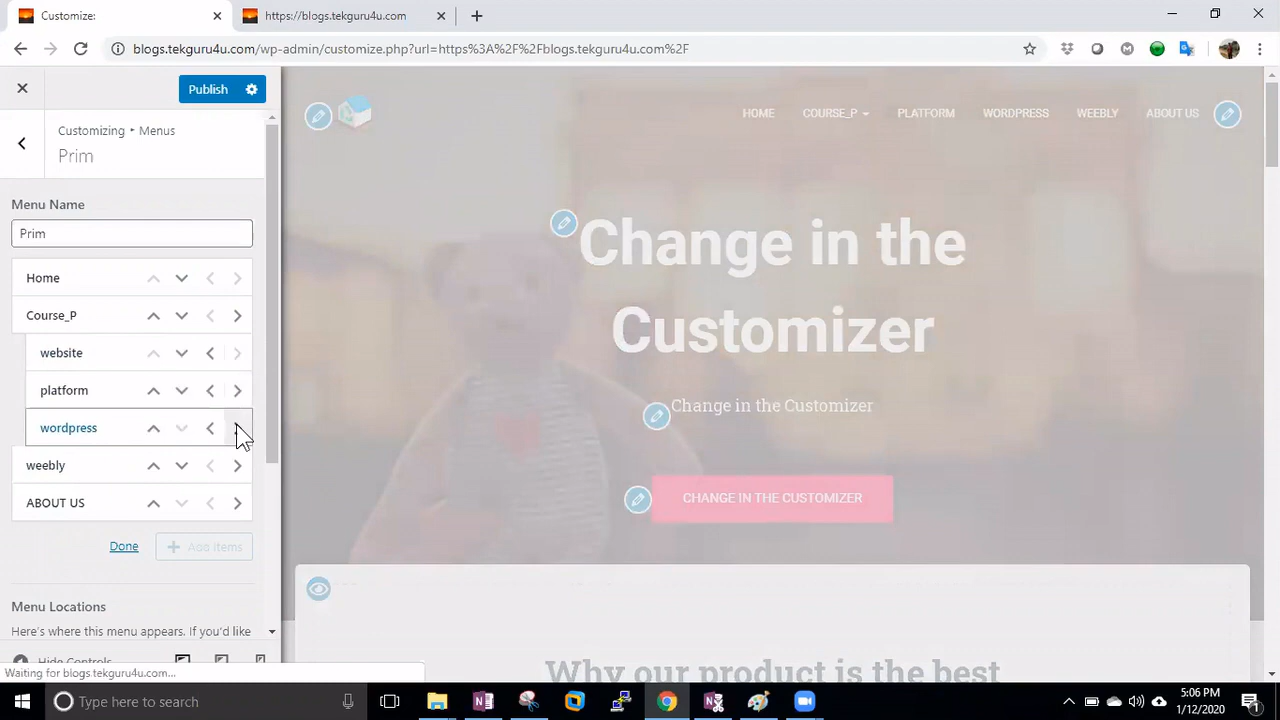 Customize:
https://blogs.tekguru4u.com
blogs.tekguru4u.com/wp-admin/customize.php?url=https%3A%2F%2Fblogs.tekguru4u.com%2F
Publish
Customizing ▸ Menus
Prim
Menu Name
Prim
Home
Course_P
website
platform
wordpress
weebly
ABOUT US
Done
Add Items
Menu Locations
Here's where this menu appears. If you'd like
Hide Controls
Waiting for blogs.tekguru4u.com...
HOME COURSE_P PLATFORM WORDPRESS WEEBLY ABOUT US
Change in the
Customizer
Change in the Customizer
CHANGE IN THE CUSTOMIZER
Why our product is the best
Type here to search
5:06 PM
1/12/2020